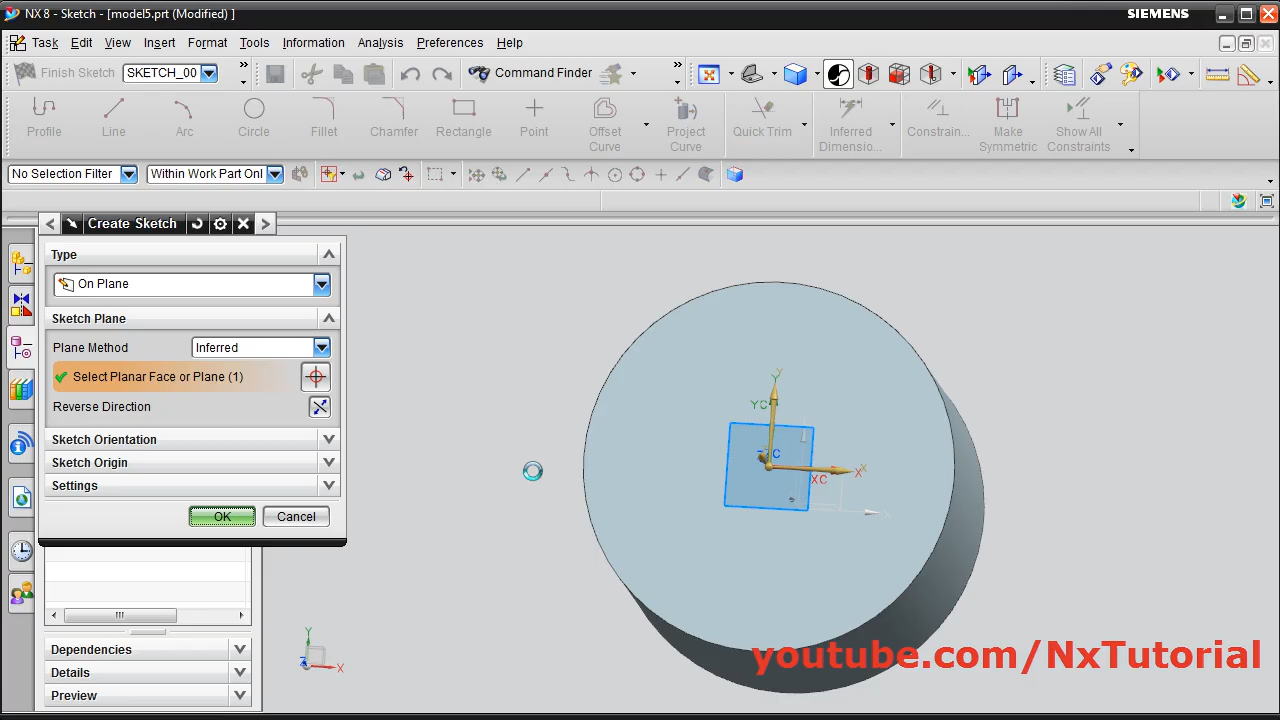 NX 8 - Sketch - [model5.prt (Modified) ]
SIEMENS
Task Edit View Insert Format Tools Information Analysis Preferences Help
Finish Sketch SKETCH_00 Command Finder
Profile Line Arc Circle Fillet Chamfer Rectangle Point Offset Curve Project Curve Quick Trim Inferred Dimensio... Constrain... Make Symmetric Show All Constraints
No Selection Filter Within Work Part Onl
Create Sketch
Type
On Plane
Sketch Plane
Plane Method Inferred
Select Planar Face or Plane (1)
Reverse Direction
Sketch Orientation
Sketch Origin
Settings
OK Cancel
Dependencies
Details
Preview
Y
YC
XC
X
Y
Z
X
youtube.com/NxTutorial